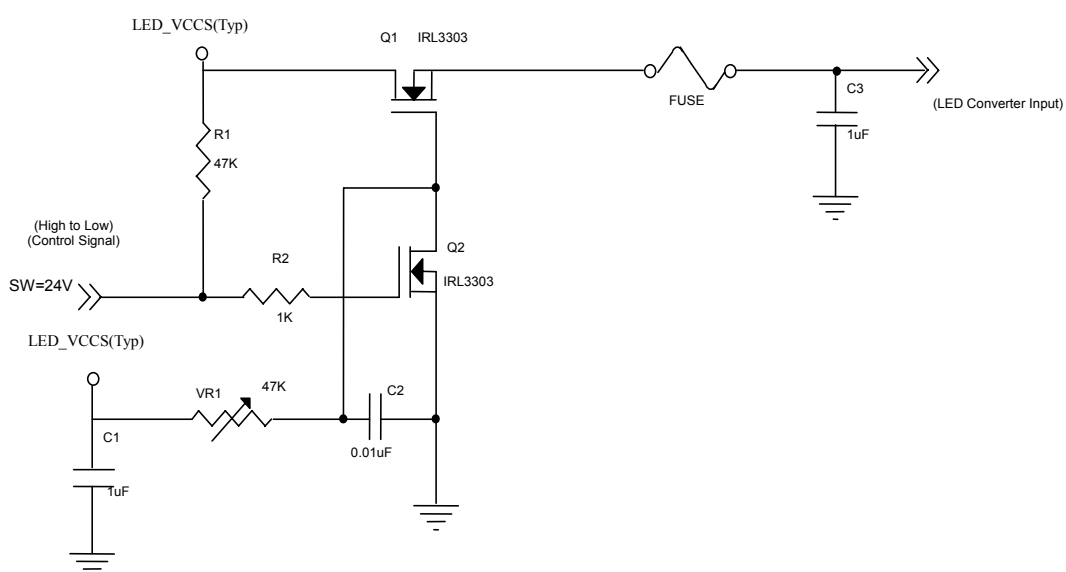 LED_VCCS(Typ)
Q1 IRL3303
FUSE
C3
1uF
(LED Converter Input)
R1
47K
(High to Low)
(Control Signal)
SW=24V
R2
1K
Q2
IRL3303
LED_VCCS(Typ)
VR1
47K
C2
0.01uF
C1
1uF